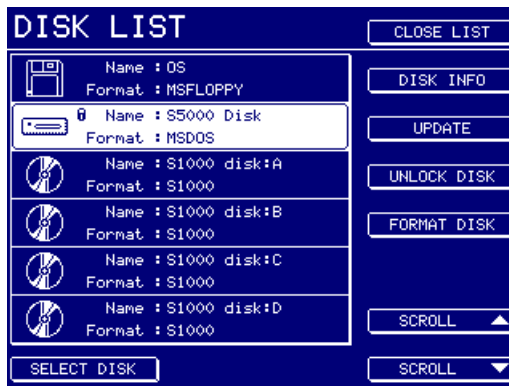 DISK LIST
CLOSE LIST
Name : OS
Format : MSFLOPPY
DISK INFO
Name : S5000 Disk
Format : MSDOS
UPDATE
Name : S1000 disk:A
Format : S1000
UNLOCK DISK
Name : S1000 disk:B
Format : S1000
FORMAT DISK
Name : S1000 disk:C
Format : S1000
Name : S1000 disk:D
Format : S1000
SCROLL
SELECT DISK
SCROLL